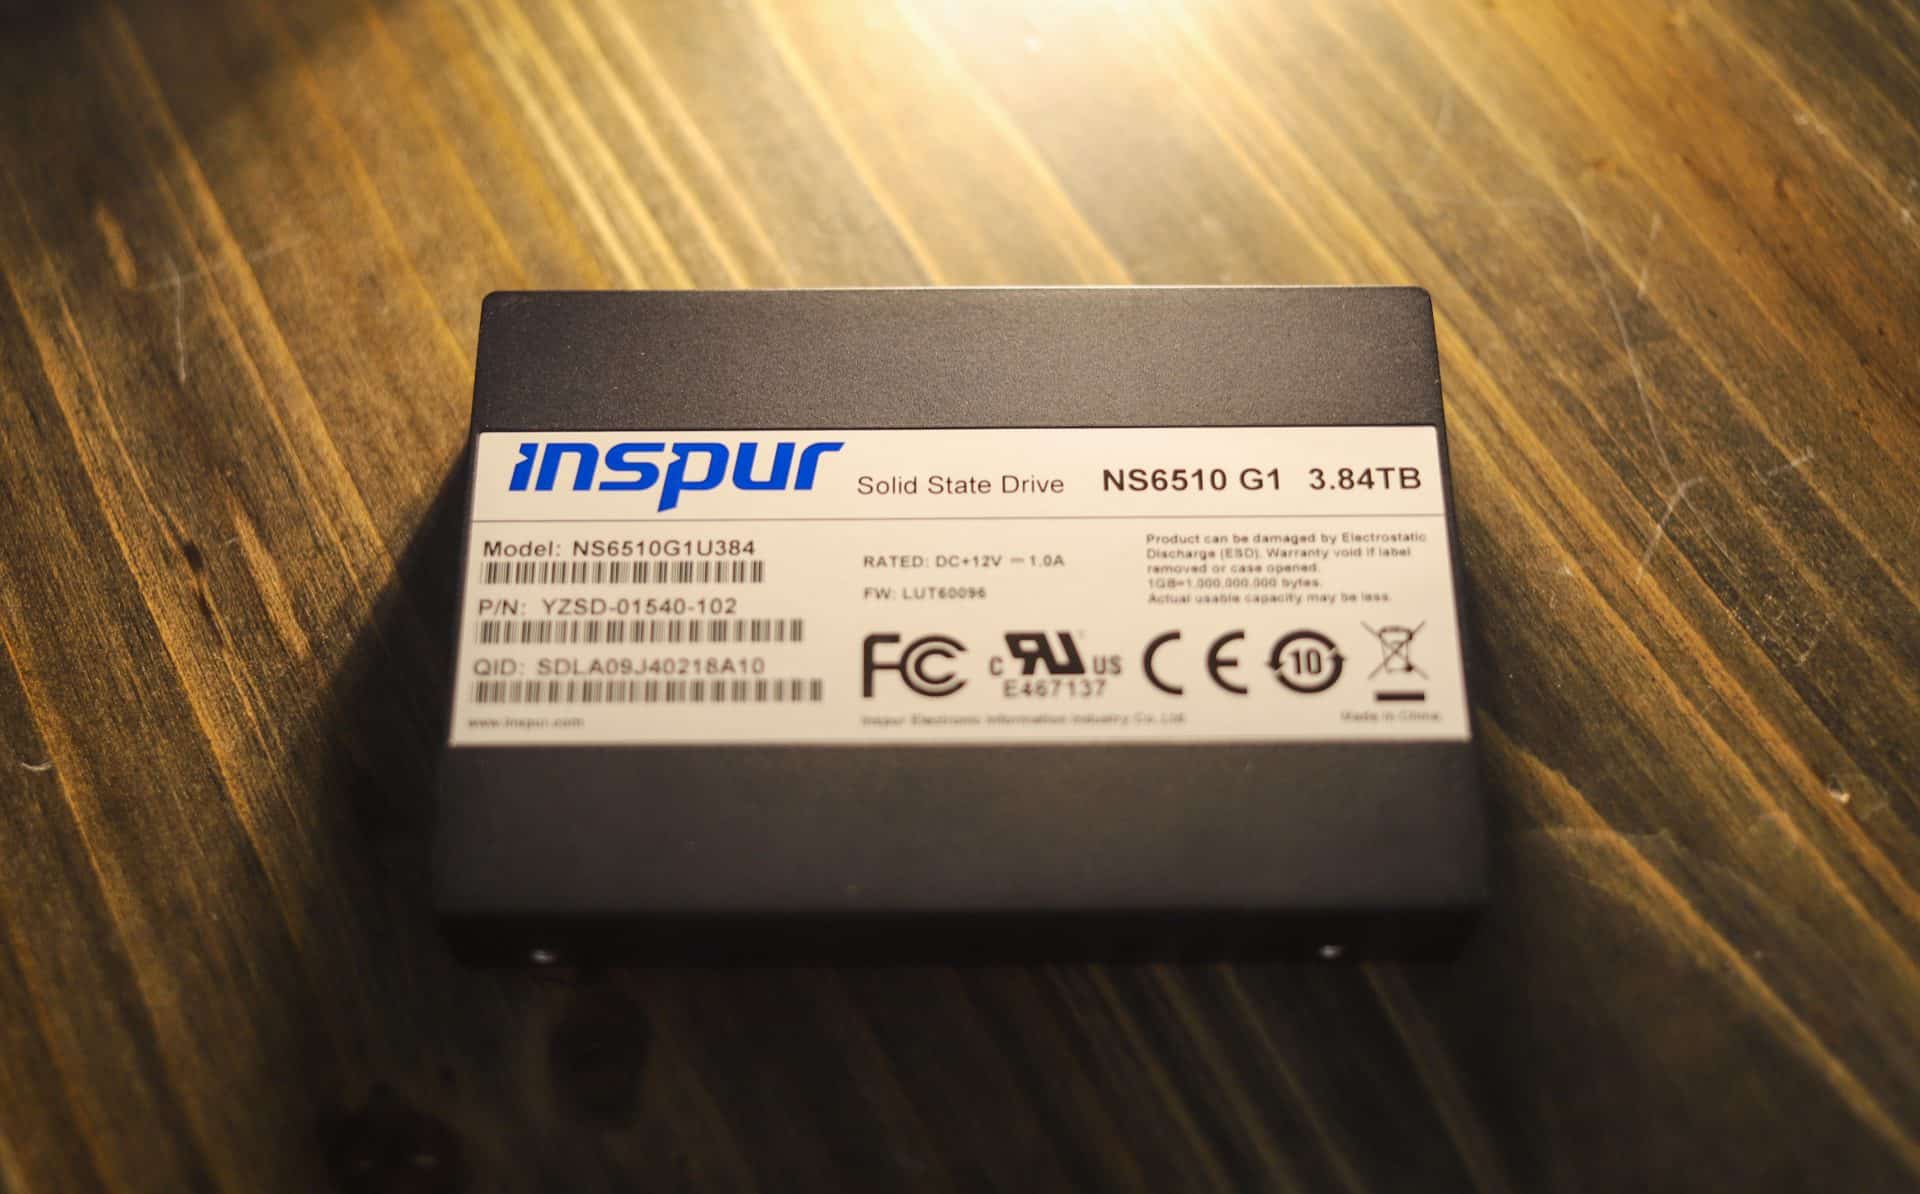 inspur Solid State Drive NS6510 G1 3.84TB
Model: NS6510G1U384
P/N: YZSD-01540-102
QID: SDLA09J40218A10
www.inspur.com
RATED: DC+12V ⎓ 1.0A
FW: LUT60096
Product can be damaged by Electrostatic
Discharge (ESD). Warranty void if label
removed or case opened.
1GB=1,000,000,000 bytes.
Actual usable capacity may be less.
FC
c RU US
E467137
CE
10
Inspur Electronic Information Industry Co.,Ltd.
Made in China